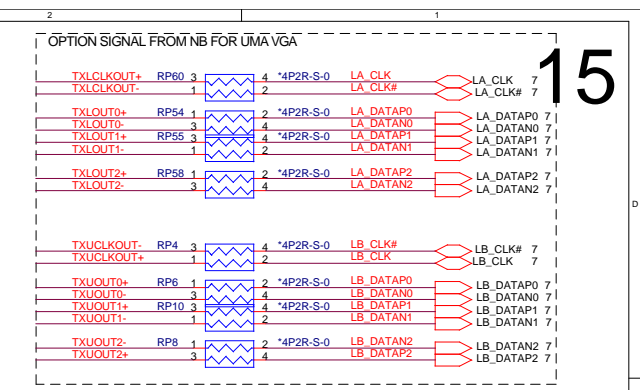 2 1
OPTION SIGNAL FROM NB FOR UMA VGA
15
TXLCLKOUT+ RP60 3 4 *4P2R-S-0 LA_CLK LA_CLK 7
TXLCLKOUT- 1 2 LA_CLK# LA_CLK# 7
TXLOUT0+ RP54 1 2 *4P2R-S-0 LA_DATAP0 LA_DATAP0 7
TXLOUT0- 3 4 LA_DATAN0 LA_DATAN0 7
TXLOUT1+ RP55 3 4 *4P2R-S-0 LA_DATAP1 LA_DATAP1 7
TXLOUT1- 1 2 LA_DATAN1 LA_DATAN1 7
TXLOUT2+ RP58 1 2 *4P2R-S-0 LA_DATAP2 LA_DATAP2 7
TXLOUT2- 3 4 LA_DATAN2 LA_DATAN2 7
D
TXUCLKOUT- RP4 3 4 *4P2R-S-0 LB_CLK# LB_CLK# 7
TXUCLKOUT+ 1 2 LB_CLK LB_CLK 7
TXUOUT0+ RP6 1 2 *4P2R-S-0 LB_DATAP0 LB_DATAP0 7
TXUOUT0- 3 4 LB_DATAN0 LB_DATAN0 7
TXUOUT1+ RP10 3 4 *4P2R-S-0 LB_DATAP1 LB_DATAP1 7
TXUOUT1- 1 2 LB_DATAN1 LB_DATAN1 7
TXUOUT2- RP8 1 2 *4P2R-S-0 LB_DATAN2 LB_DATAN2 7
TXUOUT2+ 3 4 LB_DATAP2 LB_DATAP2 7